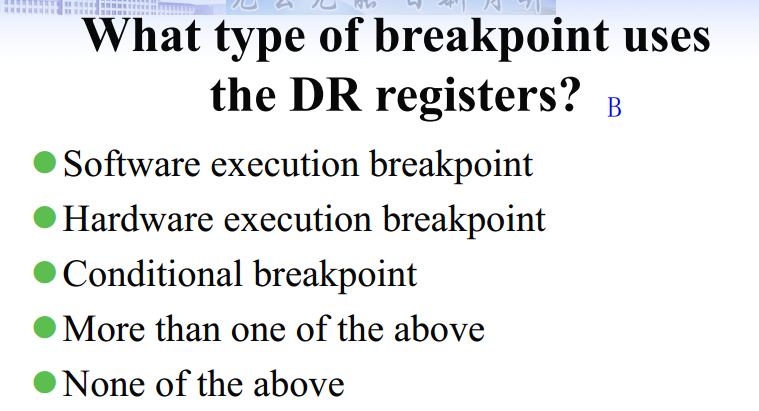 What type of breakpoint uses
the DR registers? B
Software execution breakpoint
Hardware execution breakpoint
Conditional breakpoint
More than one of the above
None of the above